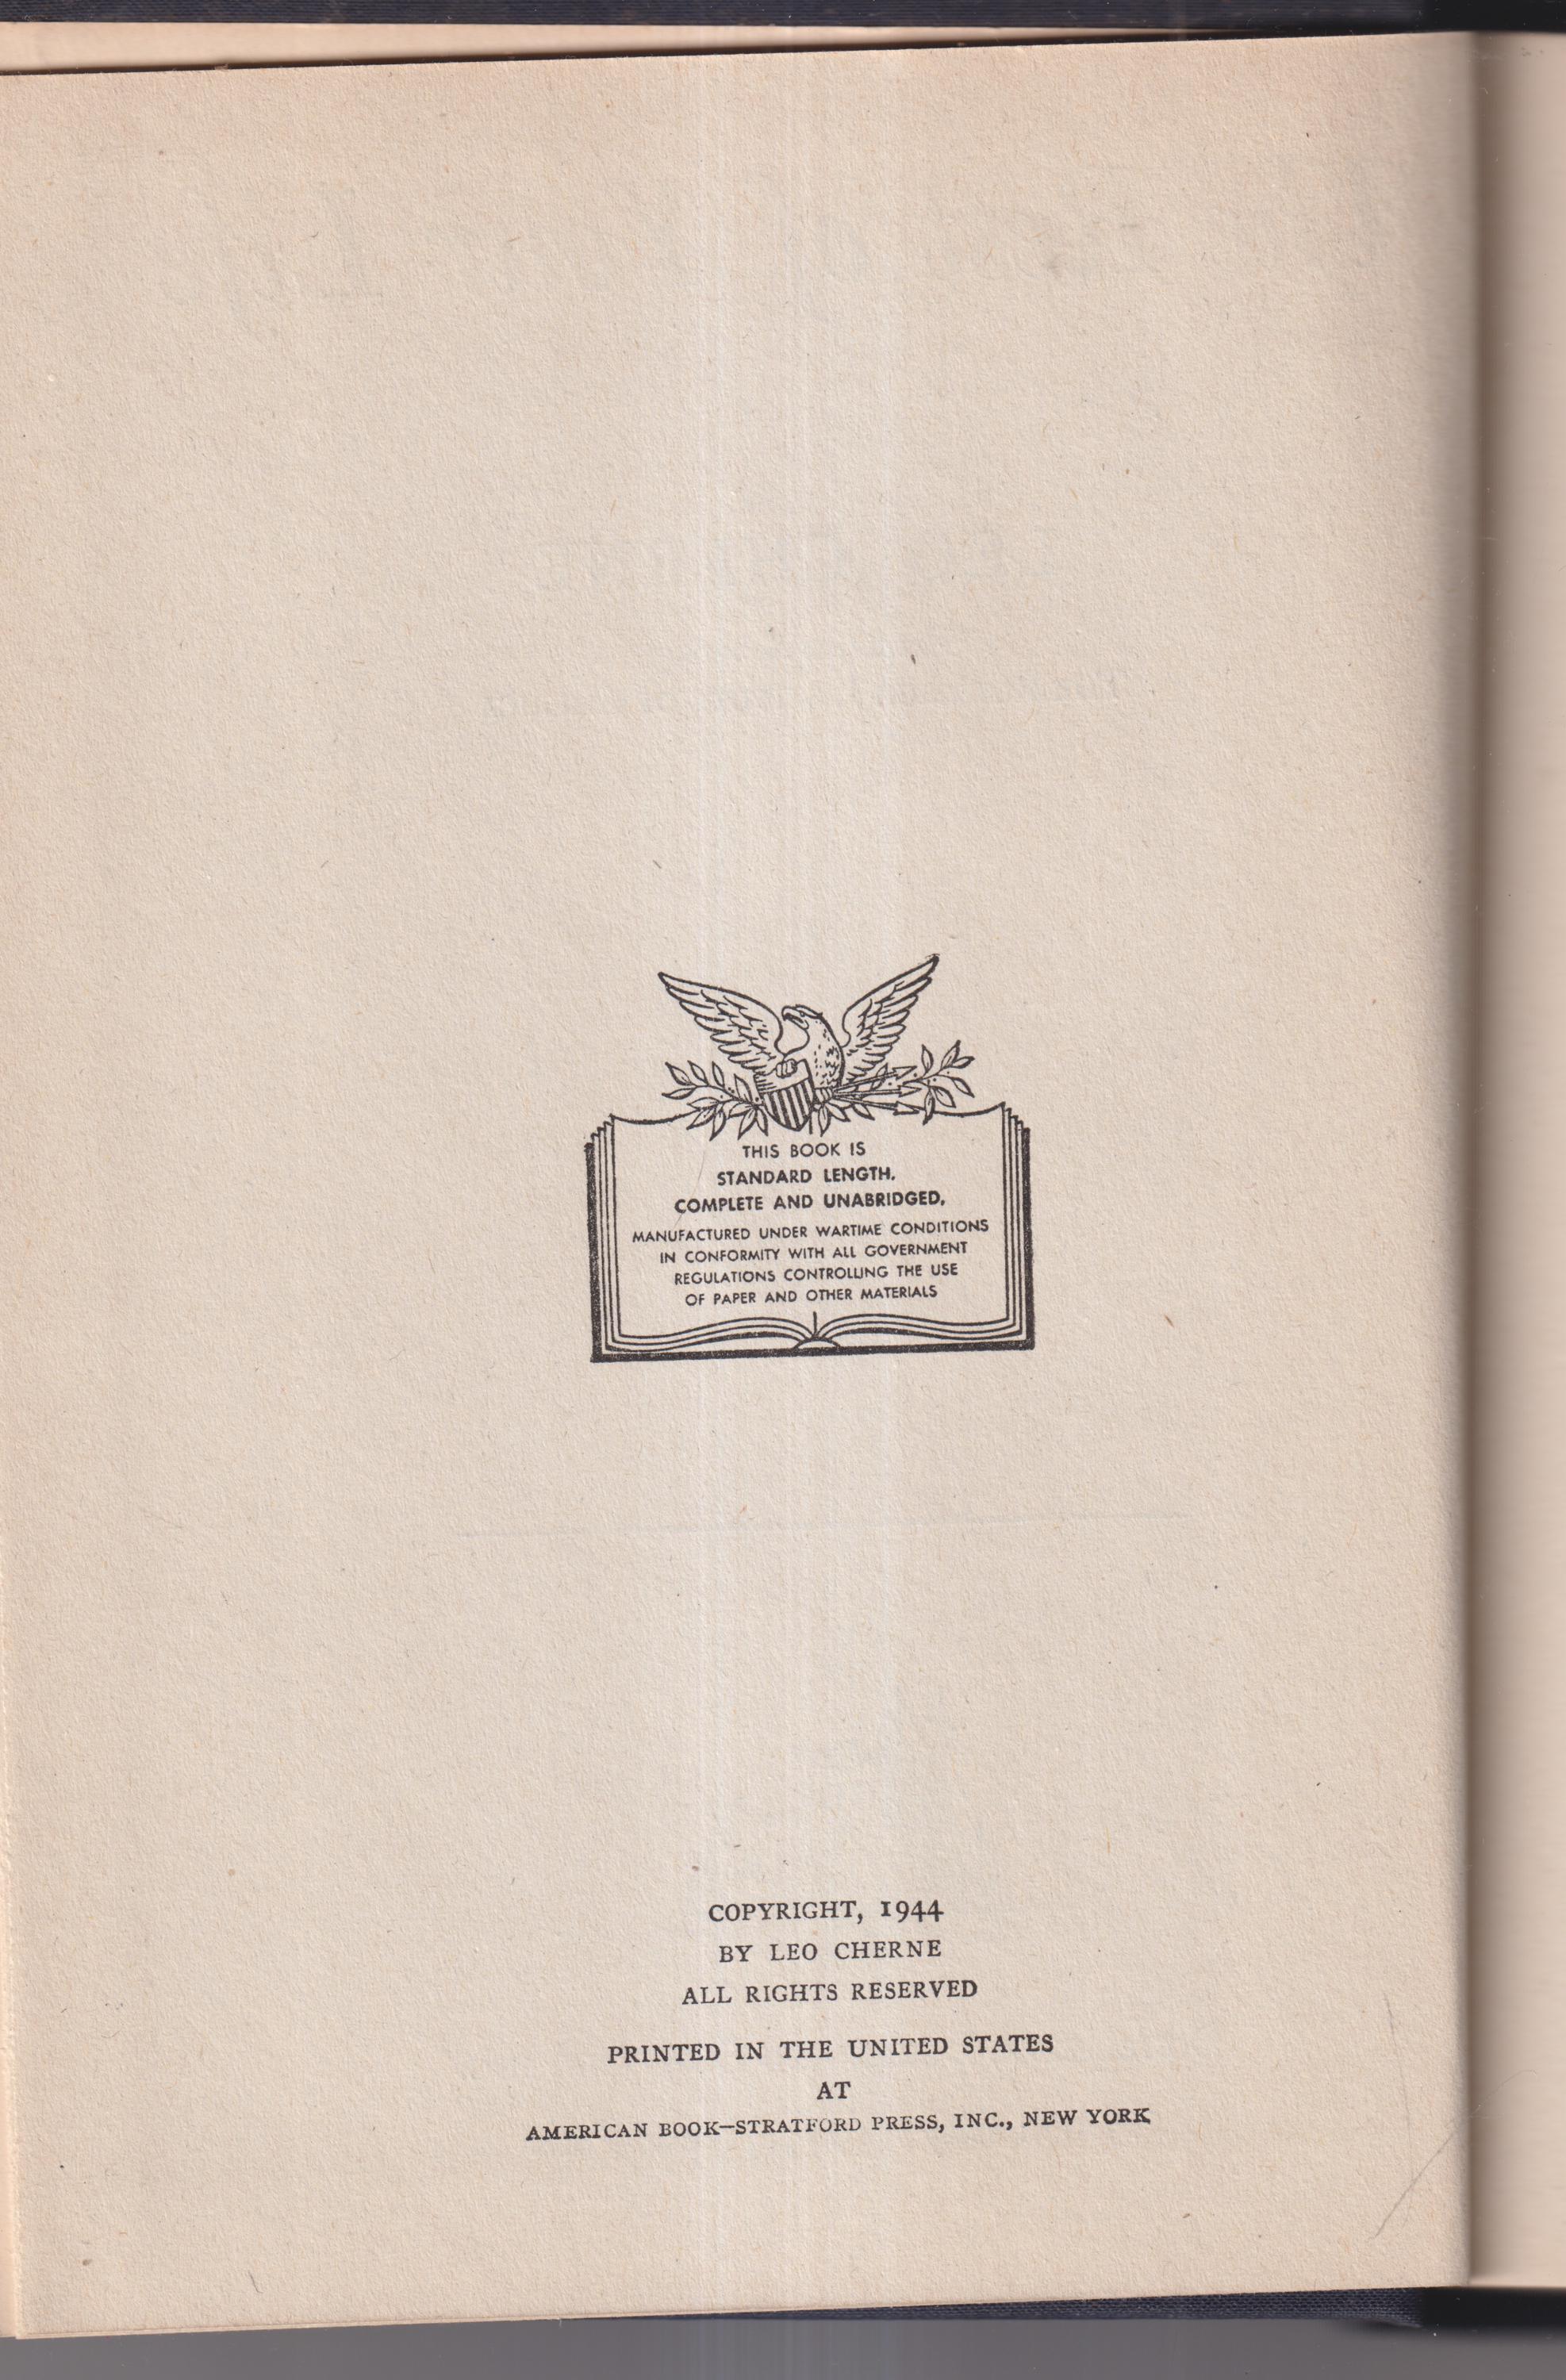 THIS BOOK IS
STANDARD LENGTH,
COMPLETE AND UNABRIDGED,
MANUFACTURED UNDER WARTIME CONDITIONS
IN CONFORMITY WITH ALL GOVERNMENT
REGULATIONS CONTROLLING THE USE
OF PAPER AND OTHER MATERIALS
COPYRIGHT, 1944
BY LEO CHERNE
ALL RIGHTS RESERVED
PRINTED IN THE UNITED STATES
AT
AMERICAN BOOK–STRATFORD PRESS, INC., NEW YORK